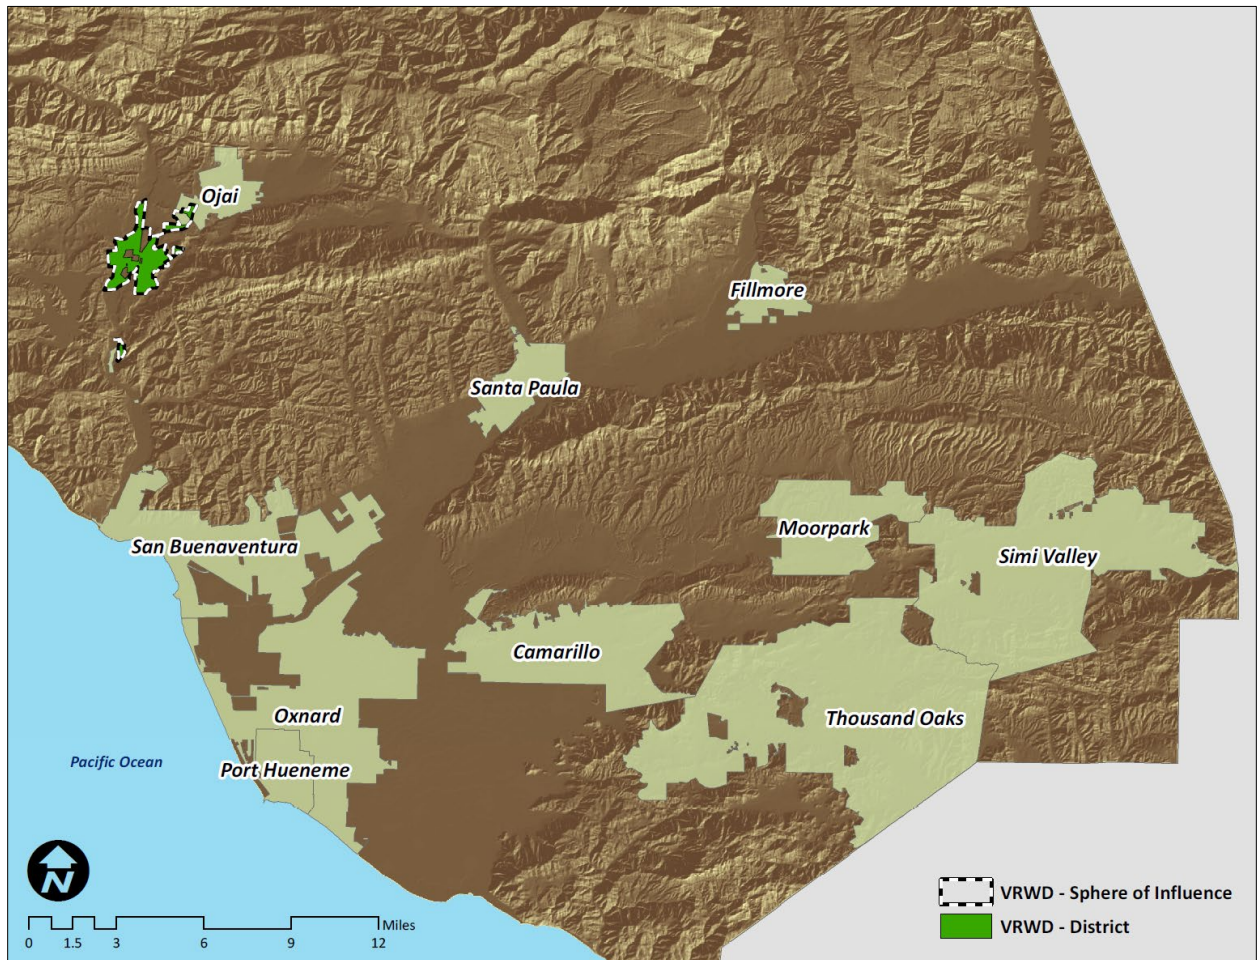 Ojai
Fillmore
Santa Paula
Moorpark
San Buenaventura
Simi Valley
Camarillo
Oxnard
Thousand Oaks
Pacific Ocean
Port Hueneme
N
Miles
0 1.5 3 6 9 12
VRWD - Sphere of Influence
VRWD - District